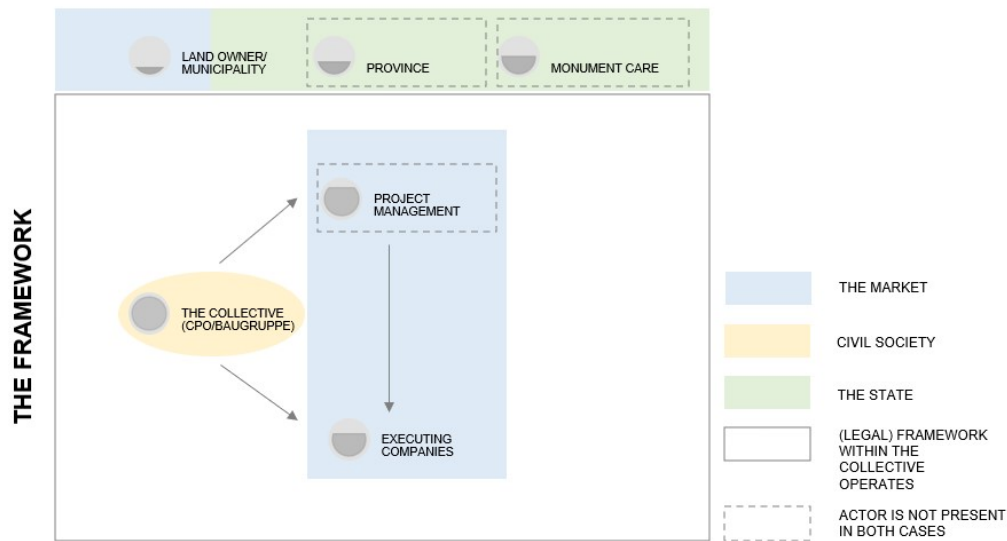 LAND OWNER/
MUNICIPALITY
PROVINCE
MONUMENT CARE
THE FRAMEWORK
PROJECT
MANAGEMENT
THE COLLECTIVE
(CPO/BAUGRUPPE)
EXECUTING
COMPANIES
THE MARKET
CIVIL SOCIETY
THE STATE
(LEGAL) FRAMEWORK
WITHIN THE
COLLECTIVE
OPERATES
ACTOR IS NOT PRESENT
IN BOTH CASES